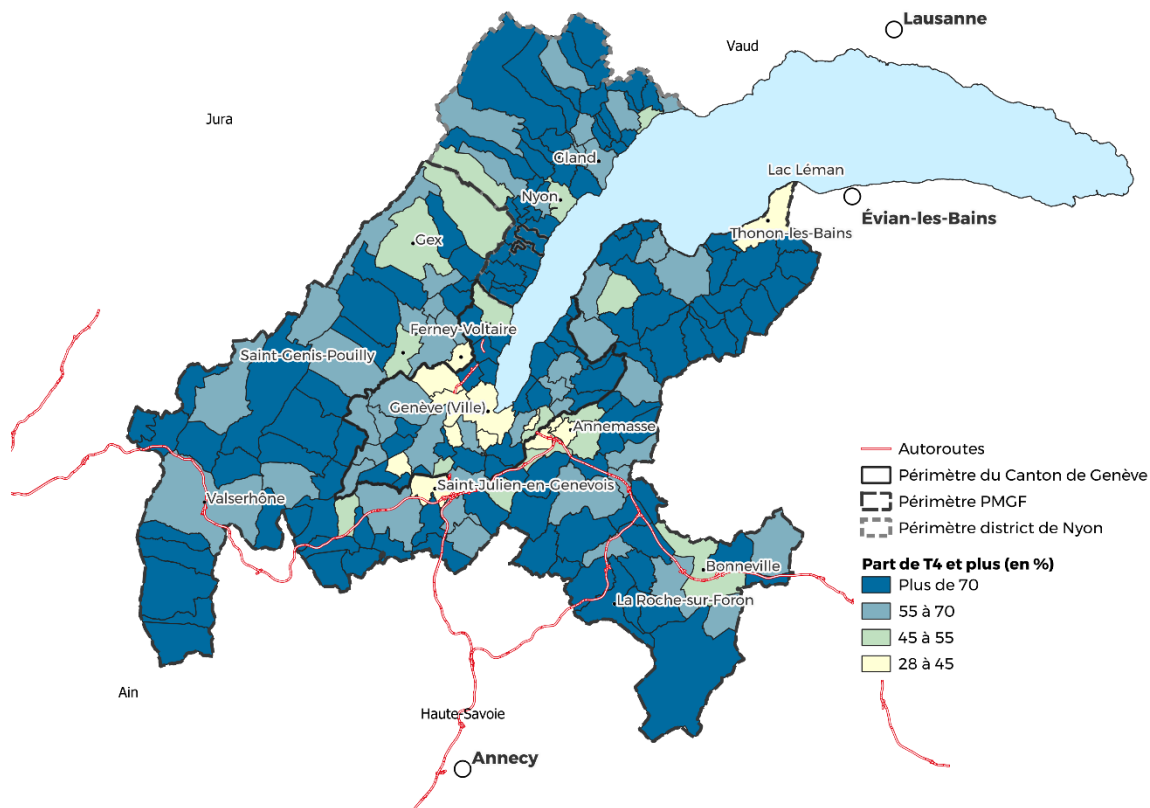 Lausanne
Vaud
Jura
Gland
Lac Léman
Nyon
Évian-les-Bains
Thonon-les-Bains
Gex
Ferney-Voltaire
Saint-Genis-Pouilly
Genève (Ville)
Annemasse
Autoroutes
Saint-Julien-en-Genevois
Périmètre du Canton de Genève
Valserhône
Périmètre PMGF
Périmètre district de Nyon
Part de T4 et plus (en %)
Bonneville
Plus de 70
55 à 70
La Roche-sur-Foron
45 à 55
28 à 45
Ain
Haute-Savoie
Annecy